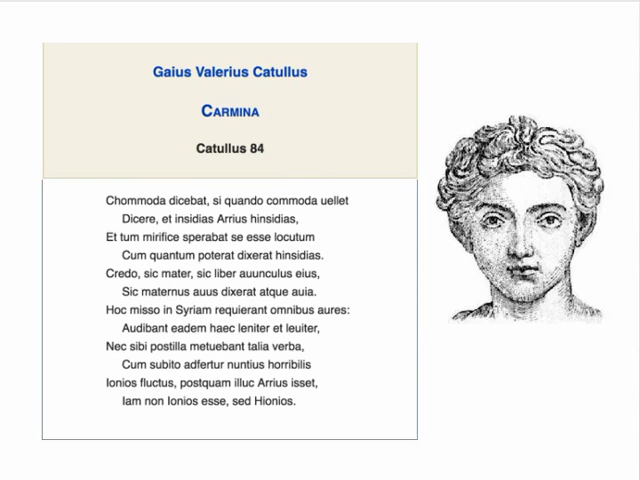 Gaius Valerius Catullus
CARMINA
Catullus 84
Chommoda dicebat, si quando commoda uellet
Dicere, et insidias Arrius hinsidias,
Et tum mirifice sperabat se esse locutum
Cum quantum poterat dixerat hinsidias.
Credo, sic mater, sic liber auunculus eius,
Sic maternus auus dixerat atque auia.
Hoc misso in Syriam requierant omnibus aures:
Audibant eadem haec leniter et leuiter,
Nec sibi postilla metuebant talia verba,
Cum subito adfertur nuntius horribilis
Ionios fluctus, postquam illuc Arrius isset,
Iam non Ionios esse, sed Hionios.